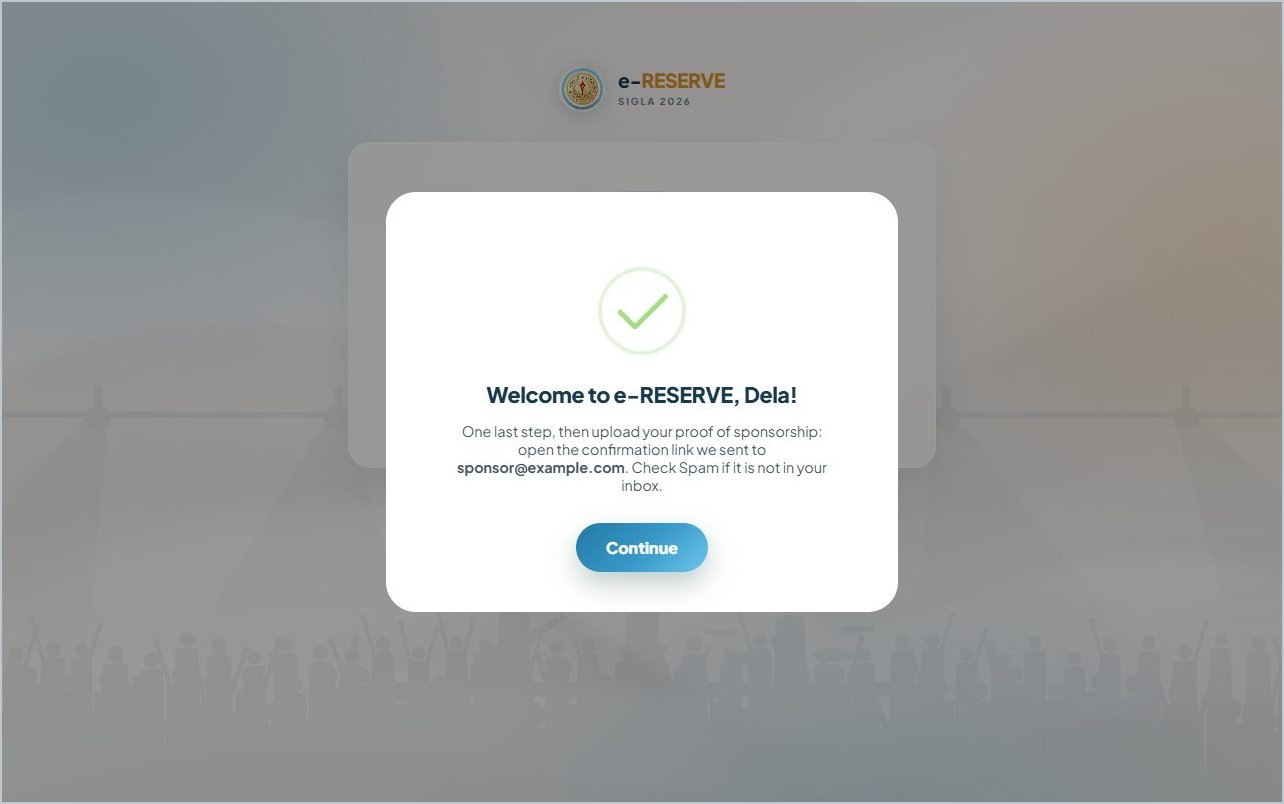 e-RESERVE
SIGLA 2026
Welcome to e-RESERVE, Dela!
One last step, then upload your proof of sponsorship:
open the confirmation link we sent to
sponsor@example.com. Check Spam if it is not in your
inbox.
Continue